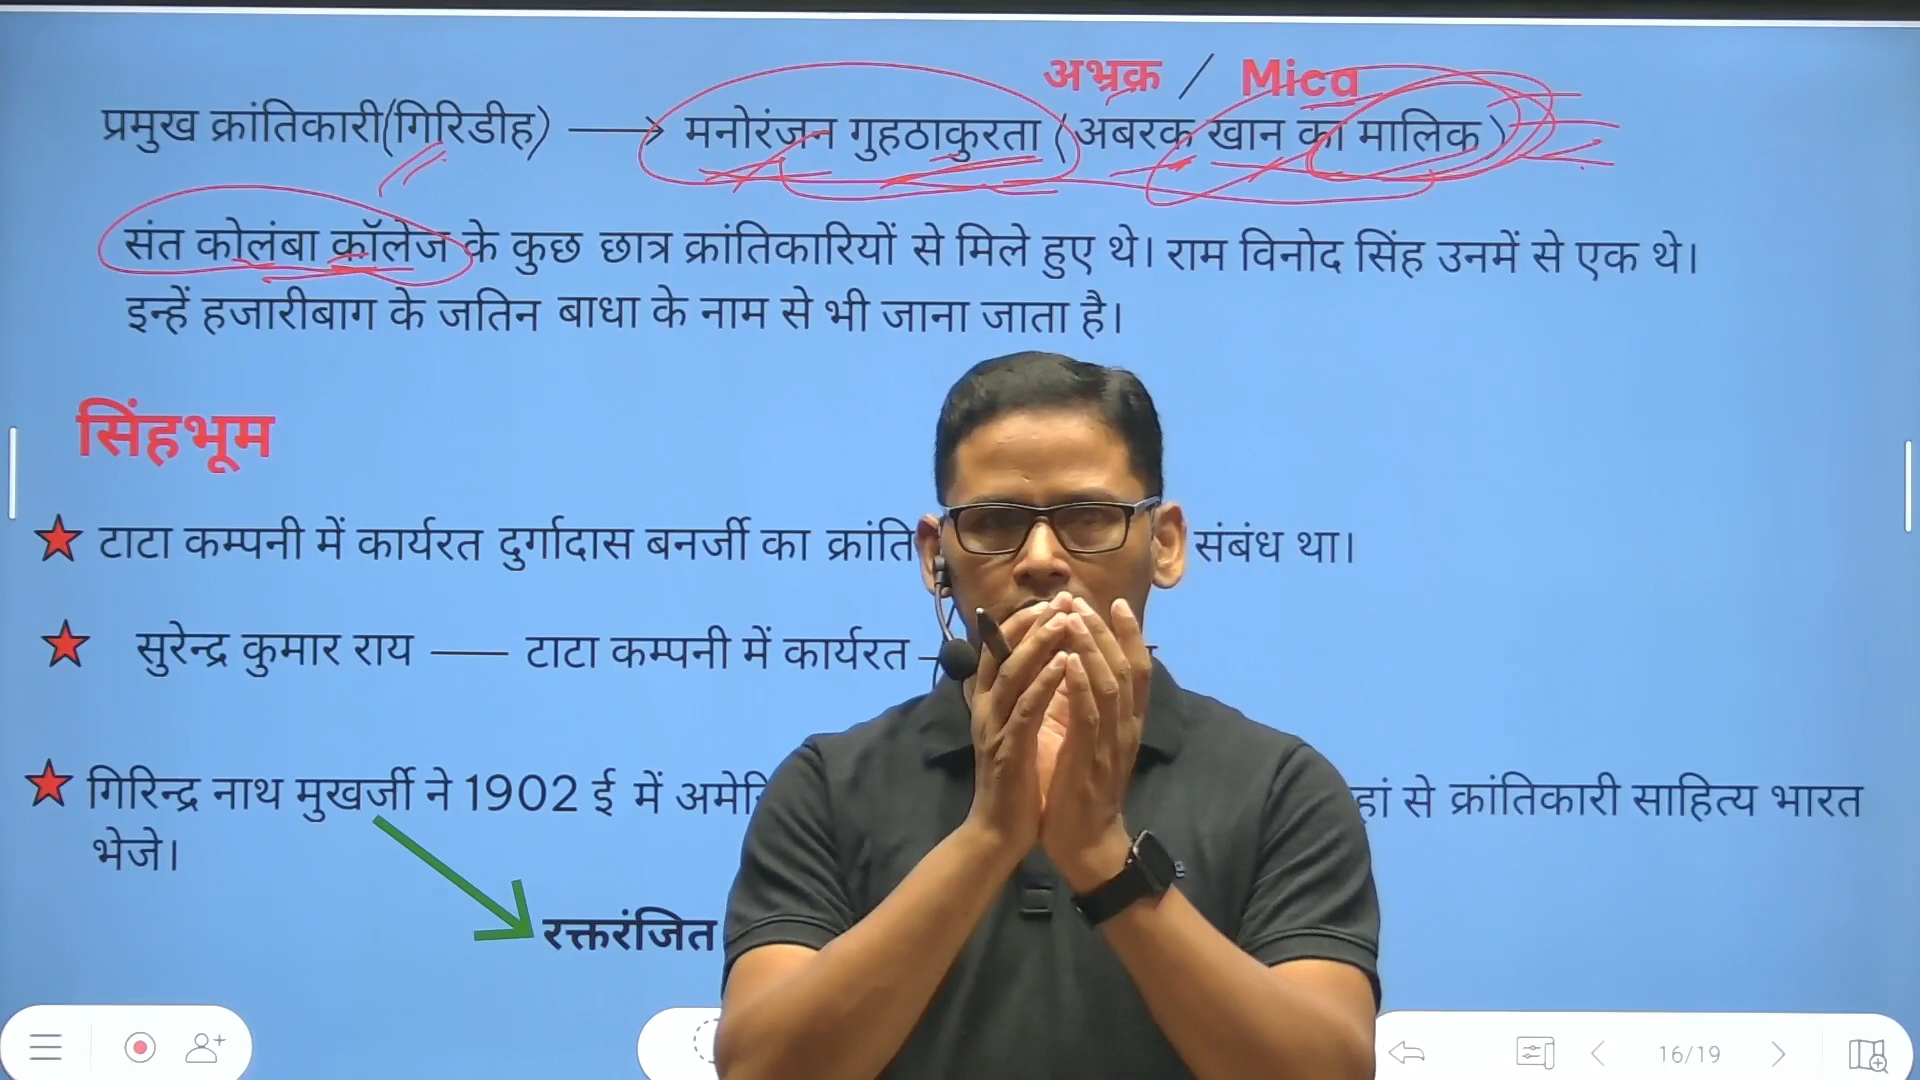 अभ्रक / Mica
प्रमुख क्रांतिकारी(गिरिडीह) → मनोरंजन गुहठाकुरता (अबरक खान का मालिक)
संत कोलंबा कॉलेज के कुछ छात्र क्रांतिकारियों से मिले हुए थे। राम विनोद सिंह उनमें से एक थे।
इन्हें हजारीबाग के जतिन बाधा के नाम से भी जाना जाता है।
सिंहभूम
टाटा कम्पनी में कार्यरत दुर्गादास बनर्जी का संबंध था।
सुरेन्द्र कुमार राय — टाटा कम्पनी में कार्यरत
गिरिन्द्र नाथ मुखर्जी ने 1902 ई में से क्रांतिकारी साहित्य भारत
भेजे।
रक्तरंजित
16/19